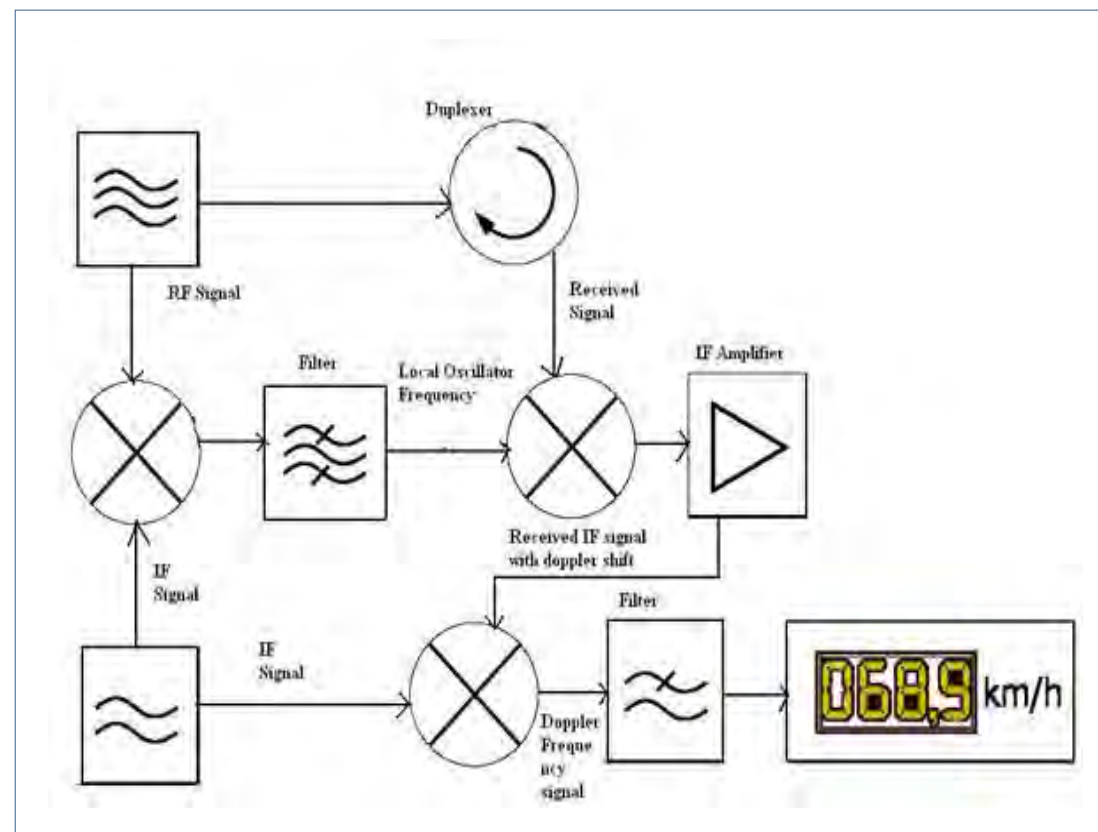 Duplexer
RF Signal
Received
Signal
IF Amplifier
Filter
Local Oscillator
Frequency
Received IF signal
with doppler shift
IF
Signal
IF
Signal
Filter
Doppler
Freque
ncy
signal
068,9 km/h